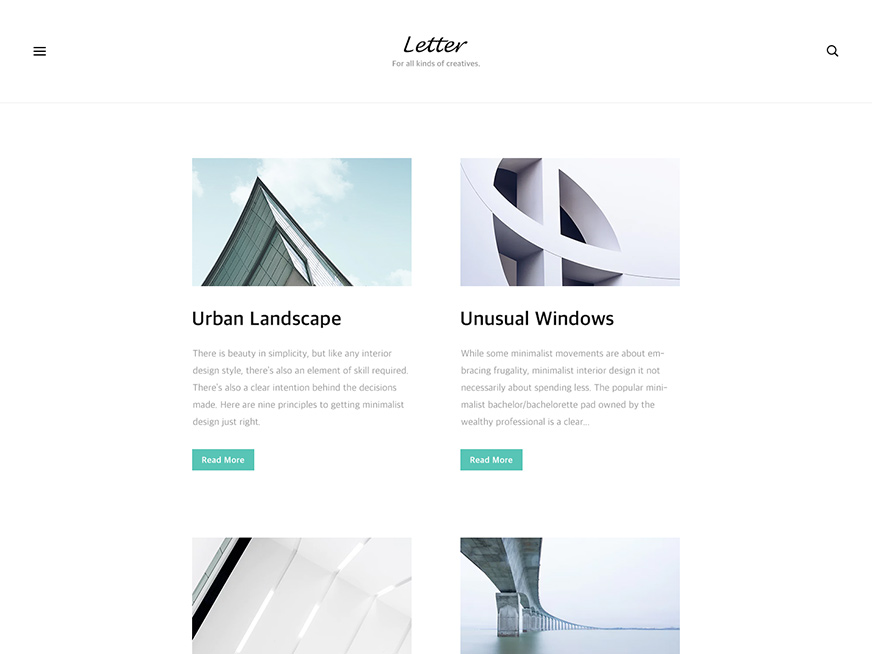 Letter
For all kinds of creatives.
Urban Landscape
There is beauty in simplicity, but like any interior
design style, there's also an element of skill required.
There's also a clear intention behind the decisions
made. Here are nine principles to getting minimalist
design just right.
Read More
Unusual Windows
While some minimalist movements are about em-
bracing frugality, minimalist interior design it not
necessarily about spending less. The popular mini-
malist bachelor/bachelorette pad owned by the
wealthy professional is a clear...
Read More